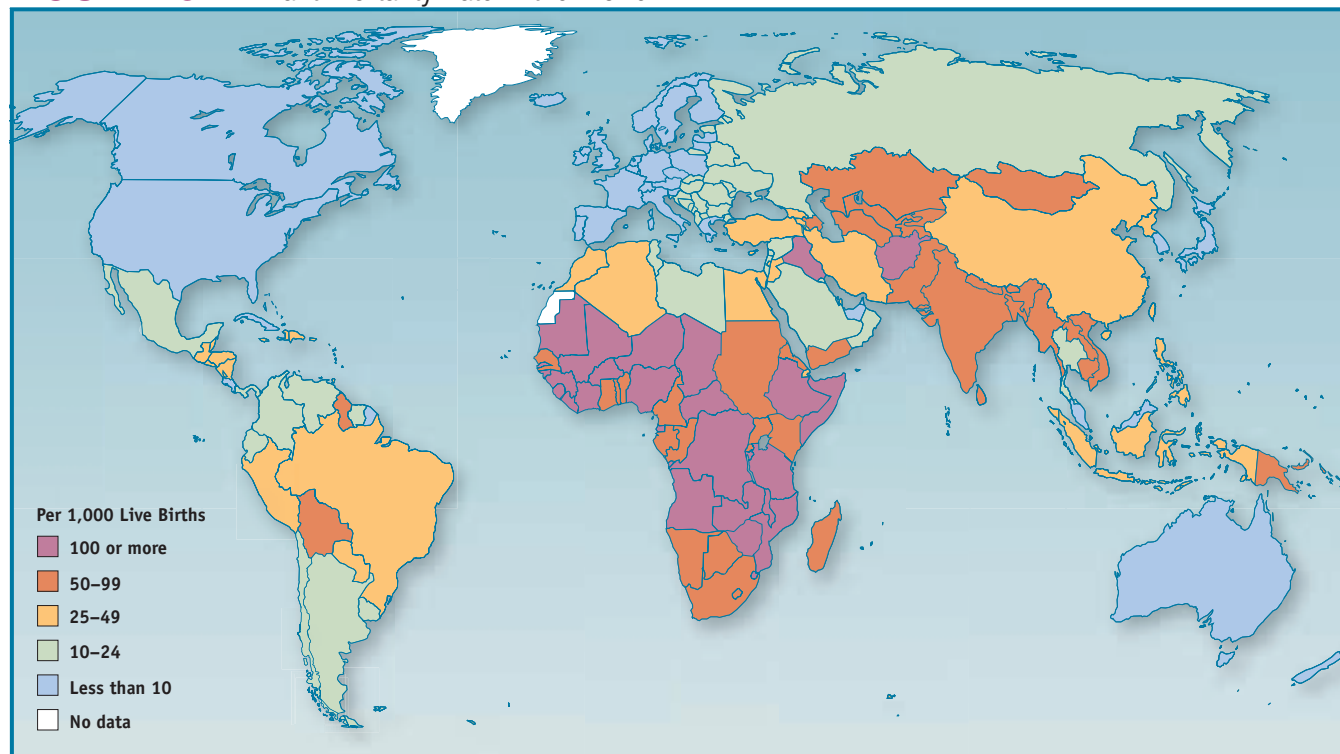 Per 1,000 Live Births
100 or more
50–99
25–49
10–24
Less than 10
No data